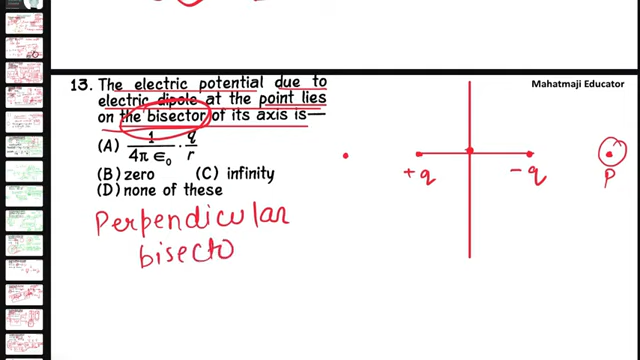 Mahatmaji Educator
13. The electric potential due to
electric dipole at the point lies
on the bisector of its axis is—
(A) 1/4π ∈₀ · q/r
(B) zero (C) infinity
(D) none of these
Perpendicular
bisecto
+q -q P